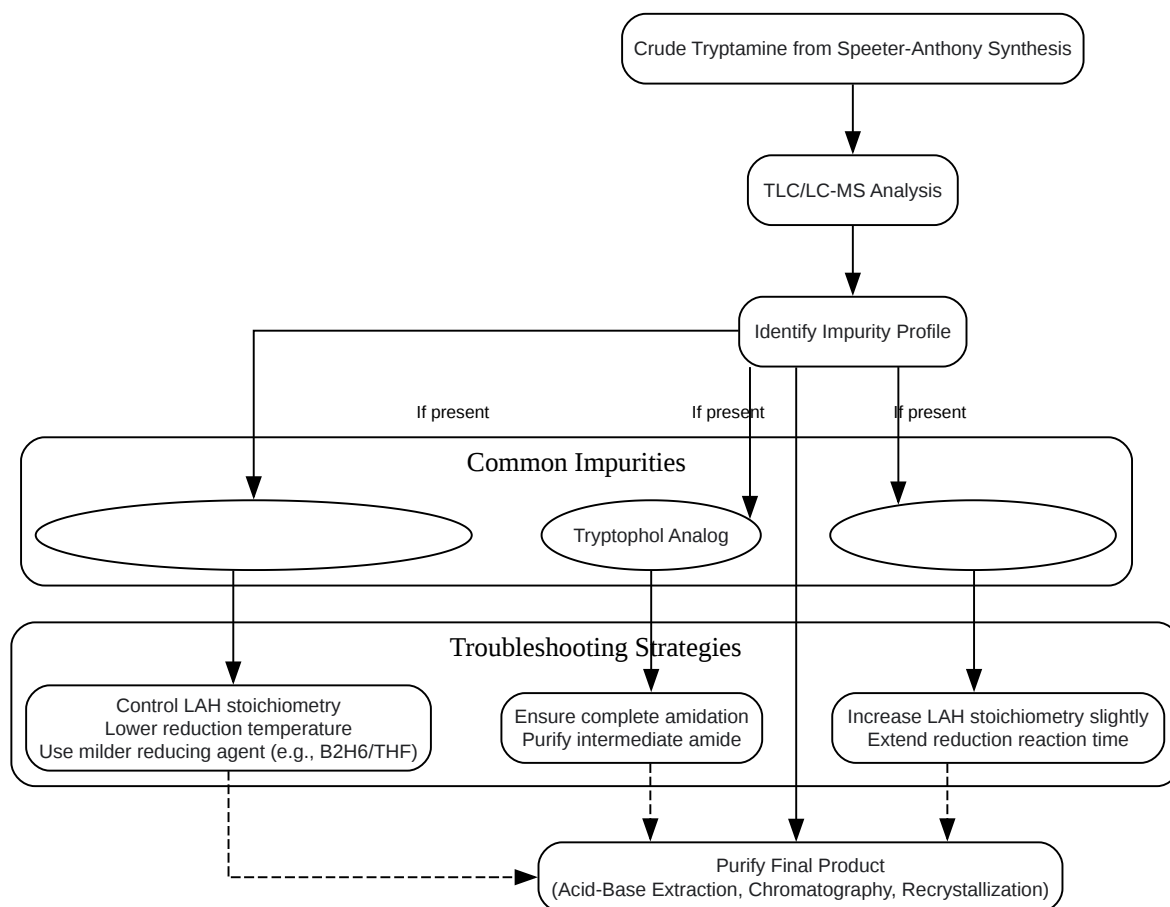 Crude Tryptamine from Speeter-Anthony Synthesis
TLC/LC-MS Analysis
Identify Impurity Profile
If present
If present
If present
Common Impurities
Tryptophol Analog
Troubleshooting Strategies
Control LAH stoichiometry
Lower reduction temperature
Use milder reducing agent (e.g., B2H6/THF)
Ensure complete amidation
Purify intermediate amide
Increase LAH stoichiometry slightly
Extend reduction reaction time
Purify Final Product
(Acid-Base Extraction, Chromatography, Recrystallization)